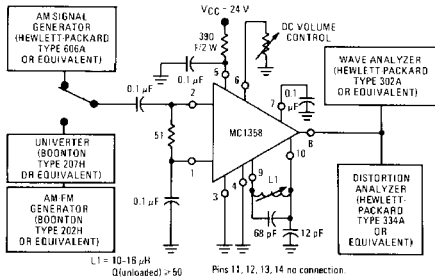 AM SIGNAL
GENERATOR
(HEWLETT-PACKARD
TYPE 606A
OR EQUIVALENT)
VCC = 24 V
390
F/2 W
DC VOLUME
CONTROL
WAVE ANALYZER
(HEWLETT-PACKARD
TYPE 302A
OR EQUIVALENT)
0.1 µF
5
6
0.1 µF
2
7
0.1
µF
51
MC1358
8
1
10
9
3
4
L1
0.1 µF
68 pF
12 pF
UNIVERTER
(BOONTON
TYPE 207H
OR EQUIVALENT)
AM-FM
GENERATOR
(BOONTON
TYPE 202H
OR EQUIVALENT)
DISTORTION
ANALYZER
(HEWLETT-
PACKARD
TYPE 334A
OR
EQUIVALENT)
L1 = 10-16 µH
Q(unloaded) ≥ 50
Pins 11, 12, 13, 14 no connection.